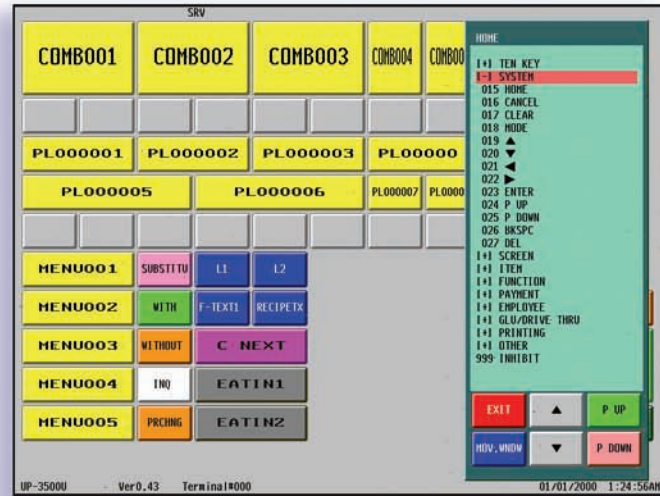 SRV
COMB001 COMB002 COMB003 COMB004 COMB00
PL000001 PL000002 PL000003 PL00000
PL000005 PL000006 PL000007 PL0000
MENU001 SUBSTITU L1 L2
MENU002 WITH F-TEXT1 RECIPETX
MENU003 WITHOUT C NEXT
MENU004 INQ EATIN1
MENU005 PRCHNG EATIN2
HOME
[+] TEN KEY
[-] SYSTEM
015 HOME
016 CANCEL
017 CLEAR
018 MODE
019 ▲
020 ▼
021 ◀
022 ▶
023 ENTER
024 P UP
025 P DOWN
026 BKSPC
027 DEL
[+] SCREEN
[+] ITEM
[+] FUNCTION
[+] PAYMENT
[+] EMPLOYEE
[+] GLU/DRIVE THRU
[+] PRINTING
[+] OTHER
999 INHIBIT
EXIT ▲ P UP
MOV.WNDW ▼ P DOWN
UP-3500U Ver0.43 Terminal#000 01/01/2000 1:24:56AM